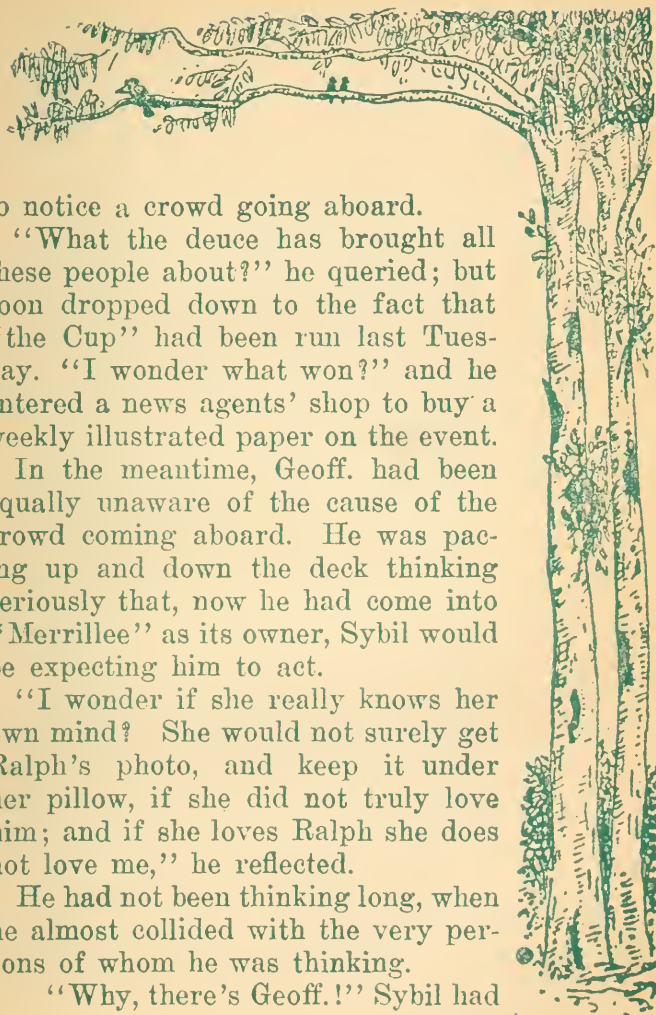 o notice a crowd going aboard.
“What the deuce has brought all
hese people about?” he queried; but
oon dropped down to the fact that
‘the Cup” had been run last Tues-
ay. “I wonder what won?” and he
ntered a news agents’ shop to buy a
veekly illustrated paper on the event.
In the meantime, Geoff. had been
qually unaware of the cause of the
rowd coming aboard. He was pac-
ng up and down the deck thinking
eriously that, now he had come into
“Merrillee” as its owner, Sybil would
e expecting him to act.
“I wonder if she really knows her
wn mind? She would not surely get
Ralph’s photo, and keep it under
er pillow, if she did not truly love
im; and if she loves Ralph she does
ot love me,” he reflected.
He had not been thinking long, when
e almost collided with the very per-
ons of whom he was thinking.
“Why, there’s Geoff.!” Sybil had